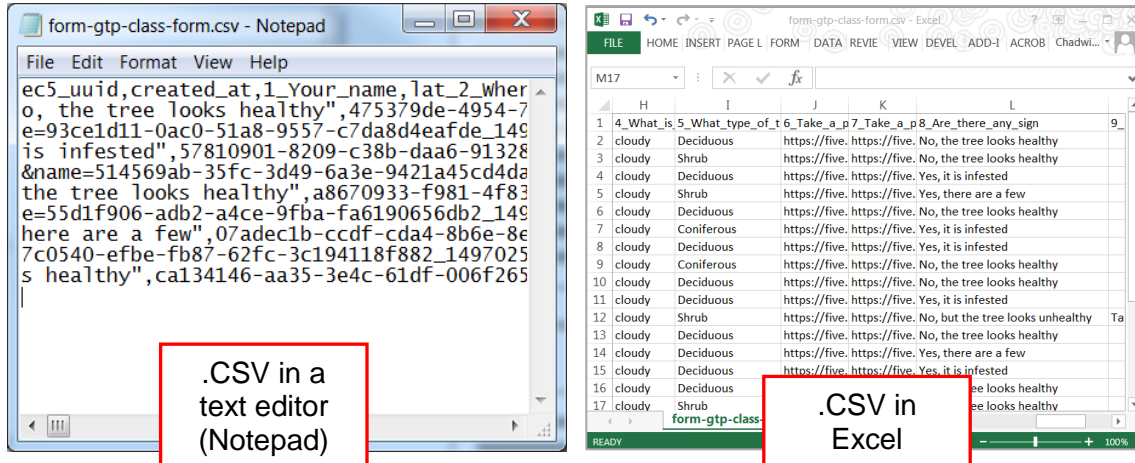 form-gtp-class-form.csv - Notepad
File Edit Format View Help
ec5_uuid,created_at,1_Your_name,lat_2_Wher
o, the tree looks healthy",475379de-4954-7
e=93ce1d11-0ac0-51a8-9557-c7da8d4eafde_149
is infested",57810901-8209-c38b-daa6-91328
&name=514569ab-35fc-3d49-6a3e-9421a45cd4da
the tree looks healthy",a8670933-f981-4f83
e=55d1f906-adb2-a4ce-9fba-fa6190656db2_149
here are a few",07adec1b-ccdf-cda4-8b6e-8e
7c0540-efbe-fb87-62fc-3c194118f882_1497025
s healthy",ca134146-aa35-3e4c-61df-006f265
.CSV in a
text editor
(Notepad)
form-gtp-class-form.csv - Excel
FILE HOME INSERT PAGE L FORM DATA REVIE VIEW DEVEL ADD-I ACROB Chadwi...
M17 fx
H I J K L
1 4_What_is_ 5_What_type_of_t 6_Take_a_p 7_Take_a_p 8_Are_there_any_sign 9_
2 cloudy Deciduous https://five. https://five. No, the tree looks healthy
3 cloudy Shrub https://five. https://five. No, the tree looks healthy
4 cloudy Deciduous https://five. https://five. Yes, it is infested
5 cloudy Shrub https://five. https://five. Yes, there are a few
6 cloudy Deciduous https://five. https://five. No, the tree looks healthy
7 cloudy Coniferous https://five. https://five. Yes, it is infested
8 cloudy Deciduous https://five. https://five. Yes, it is infested
9 cloudy Coniferous https://five. https://five. No, the tree looks healthy
10 cloudy Deciduous https://five. https://five. No, the tree looks healthy
11 cloudy Deciduous https://five. https://five. Yes, it is infested
12 cloudy Shrub https://five. https://five. No, but the tree looks unhealthy Ta
13 cloudy Deciduous https://five. https://five. No, the tree looks healthy
14 cloudy Deciduous https://five. https://five. Yes, there are a few
15 cloudy Deciduous https://five. https://five. Yes, it is infested
16 cloudy Deciduous ee looks healthy
17 cloudy Shrub ee looks healthy
form-gtp-class-
READY 100%
.CSV in
Excel